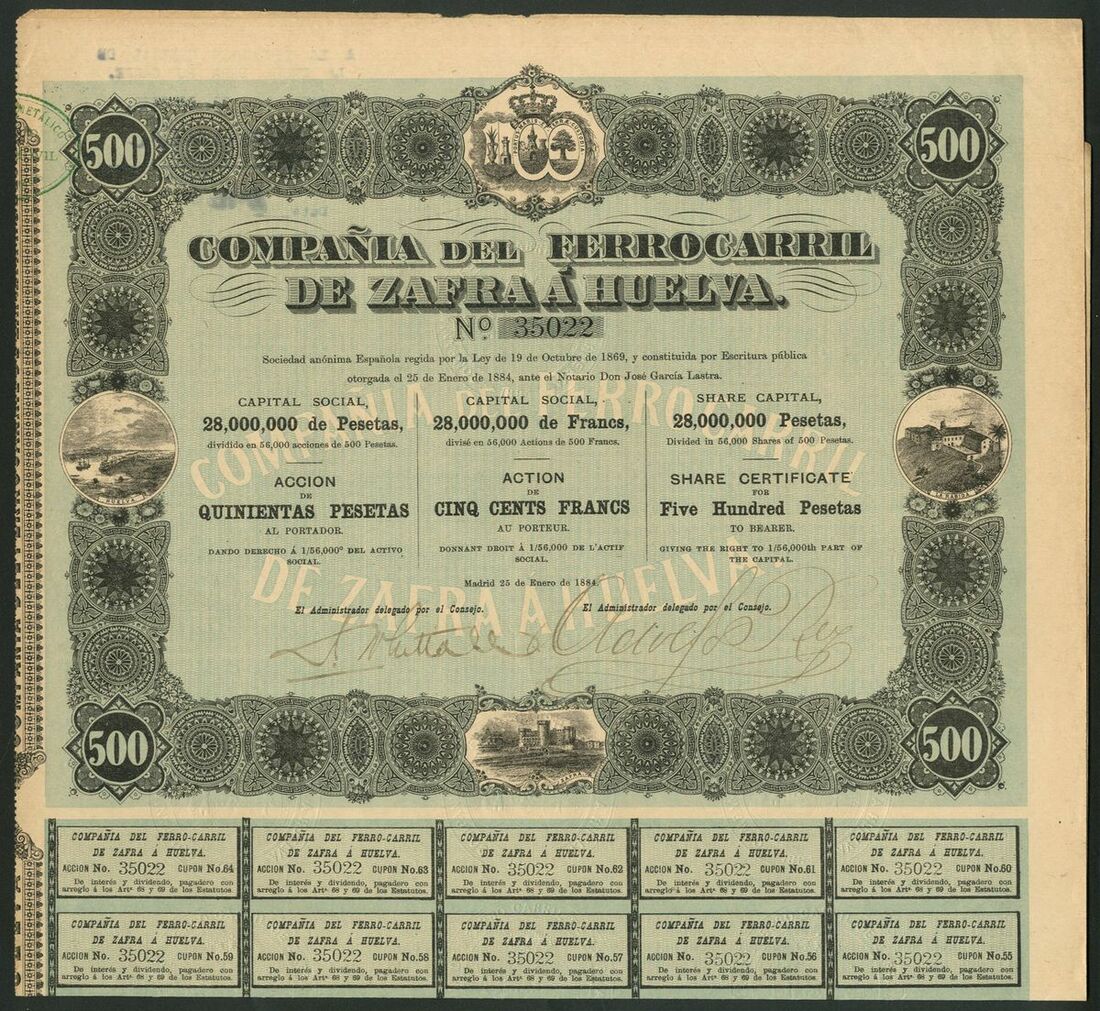 500
500
COMPAÑIA DEL FERROCARRIL
DE ZAFRA Á HUELVA.
Nº 35022
Sociedad anónima Española regida por la Ley de 19 de Octubre de 1869, y constituida por Escritura pública
otorgada el 25 de Enero de 1884, ante el Notario Don José García Lastra.
COMPAÑIA DEL FERROCARRIL
DE ZAFRA Á HUELVA
CAPITAL SOCIAL,
28,000,000 de Pesetas,
dividido en 56,000 acciones de 500 Pesetas.
ACCION
DE
QUINIENTAS PESETAS
AL PORTADOR.
DANDO DERECHO Á 1/56,000º DEL ACTIVO
SOCIAL.
CAPITAL SOCIAL,
28,000,000 de Francs,
divisé en 56,000 Actions de 500 Francs.
ACTION
DE
CINQ CENTS FRANCS
AU PORTEUR.
DONNANT DROIT Á 1/56,000 DE L'ACTIF
SOCIAL.
SHARE CAPITAL,
28,000,000 Pesetas,
Divided in 56,000 Shares of 500 Pesetas.
SHARE CERTIFICATE
FOR
Five Hundred Pesetas
TO BEARER.
GIVING THE RIGHT TO 1/56,000th PART OF
THE CAPITAL.
HUELVA
LA RABIDA
Madrid 25 de Enero de 1884.
El Administrador delegado por el Consejo.
El Administrador delegado por el Consejo.
500
500
ZAFRA
COMPAÑIA DEL FERRO-CARRIL
DE ZAFRA Á HUELVA.
ACCION No. 35022 CUPON No. 64
De interés y dividendo, pagadero con
arreglo á los Artˢ 68 y 69 de los Estatutos.
COMPAÑIA DEL FERRO-CARRIL
DE ZAFRA Á HUELVA.
ACCION No. 35022 CUPON No. 63
De interés y dividendo, pagadero con
arreglo á los Artˢ 68 y 69 de los Estatutos.
COMPAÑIA DEL FERRO-CARRIL
DE ZAFRA Á HUELVA.
ACCION No. 35022 CUPON No. 62
De interés y dividendo, pagadero con
arreglo á los Artˢ 68 y 69 de los Estatutos.
COMPAÑIA DEL FERRO-CARRIL
DE ZAFRA Á HUELVA.
ACCION No. 35022 CUPON No. 61
De interés y dividendo, pagadero con
arreglo á los Artˢ 68 y 69 de los Estatutos.
COMPAÑIA DEL FERRO-CARRIL
DE ZAFRA Á HUELVA.
ACCION No. 35022 CUPON No. 60
De interés y dividendo, pagadero con
arreglo á los Artˢ 68 y 69 de los Estatutos.
COMPAÑIA DEL FERRO-CARRIL
DE ZAFRA Á HUELVA.
ACCION No. 35022 CUPON No. 59
De interés y dividendo, pagadero con
arreglo á los Artˢ 68 y 69 de los Estatutos.
COMPAÑIA DEL FERRO-CARRIL
DE ZAFRA Á HUELVA.
ACCION No. 35022 CUPON No. 58
De interés y dividendo, pagadero con
arreglo á los Artˢ 68 y 69 de los Estatutos.
COMPAÑIA DEL FERRO-CARRIL
DE ZAFRA Á HUELVA.
ACCION No. 35022 CUPON No. 57
De interés y dividendo, pagadero con
arreglo á los Artˢ 68 y 69 de los Estatutos.
COMPAÑIA DEL FERRO-CARRIL
DE ZAFRA Á HUELVA.
ACCION No. 35022 CUPON No. 56
De interés y dividendo, pagadero con
arreglo á los Artˢ 68 y 69 de los Estatutos.
COMPAÑIA DEL FERRO-CARRIL
DE ZAFRA Á HUELVA.
ACCION No. 35022 CUPON No. 55
De interés y dividendo, pagadero con
arreglo á los Artˢ 68 y 69 de los Estatutos.